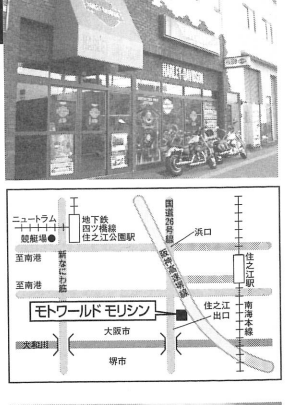 HARLEY-DAVIDSON
ニュートラム
競艇場
地下鉄
四ツ橋線
住之江公園駅
国道26号線
浜口
至南港
新なにわ筋
阪神高速堺線
住之江駅
至南港
モトワールド モリシン
住之江
出口
南海本線
大阪市
大和川
堺市